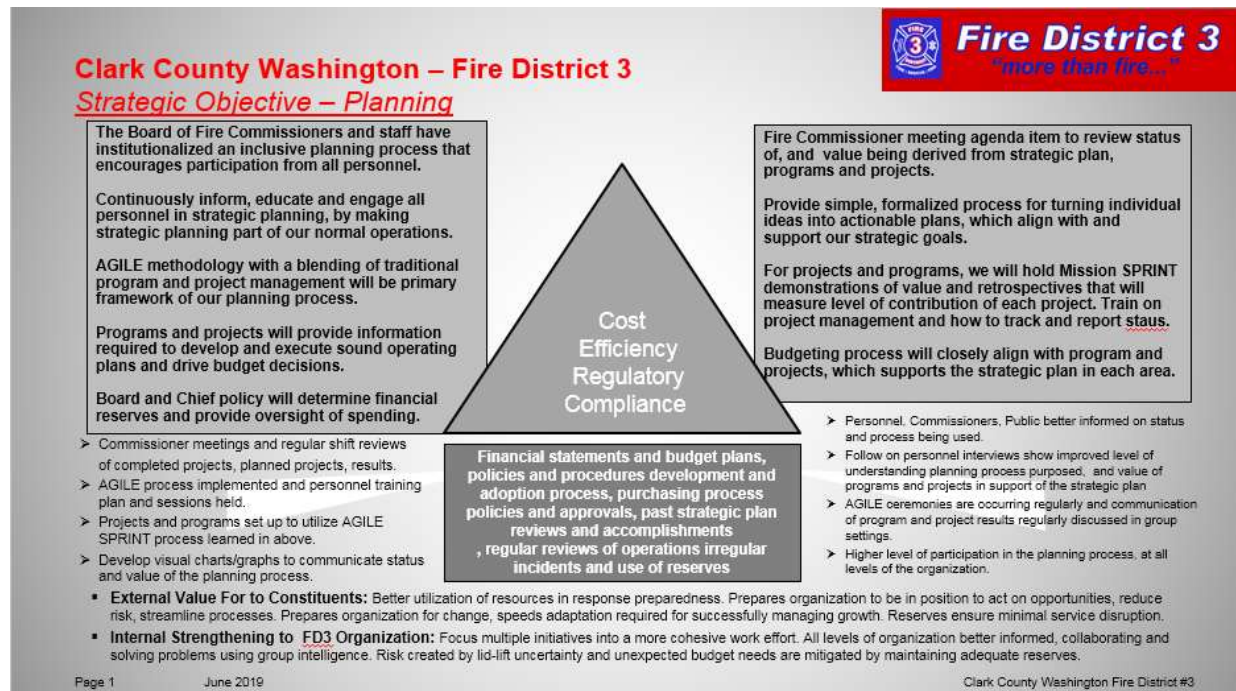 Fire District 3
"more than fire..."
FIRE
3
Clark County Washington – Fire District 3
Strategic Objective – Planning
The Board of Fire Commissioners and staff have
institutionalized an inclusive planning process that
encourages participation from all personnel.
Continuously inform, educate and engage all
personnel in strategic planning, by making
strategic planning part of our normal operations.
AGILE methodology with a blending of traditional
program and project management will be primary
framework of our planning process.
Programs and projects will provide information
required to develop and execute sound operating
plans and drive budget decisions.
Board and Chief policy will determine financial
reserves and provide oversight of spending.
➤ Commissioner meetings and regular shift reviews
of completed projects, planned projects, results.
➤ AGILE process implemented and personnel training
plan and sessions held.
➤ Projects and programs set up to utilize AGILE
SPRINT process learned in above.
➤ Develop visual charts/graphs to communicate status
and value of the planning process.
Cost
Efficiency
Regulatory
Compliance
Financial statements and budget plans,
policies and procedures development and
adoption process, purchasing process
policies and approvals, past strategic plan
reviews and accomplishments
, regular reviews of operations irregular
incidents and use of reserves
Fire Commissioner meeting agenda item to review status
of, and value being derived from strategic plan,
programs and projects.
Provide simple, formalized process for turning individual
ideas into actionable plans, which align with and
support our strategic goals.
For projects and programs, we will hold Mission SPRINT
demonstrations of value and retrospectives that will
measure level of contribution of each project. Train on
project management and how to track and report staus.
Budgeting process will closely align with program and
projects, which supports the strategic plan in each area.
➤ Personnel, Commissioners, Public better informed on status
and process being used.
➤ Follow on personnel interviews show improved level of
understanding planning process purposed, and value of
programs and projects in support of the strategic plan
➤ AGILE ceremonies are occurring regularly and communication
of program and project results regularly discussed in group
settings.
➤ Higher level of participation in the planning process, at all
levels of the organization.
▪ External Value For to Constituents: Better utilization of resources in response preparedness. Prepares organization to be in position to act on opportunities, reduce
risk, streamline processes. Prepares organization for change, speeds adaptation required for successfully managing growth. Reserves ensure minimal service disruption.
▪ Internal Strengthening to FD3 Organization: Focus multiple initiatives into a more cohesive work effort. All levels of organization better informed, collaborating and
solving problems using group intelligence. Risk created by lid-lift uncertainty and unexpected budget needs are mitigated by maintaining adequate reserves.
Page 1 June 2019 Clark County Washington Fire District #3